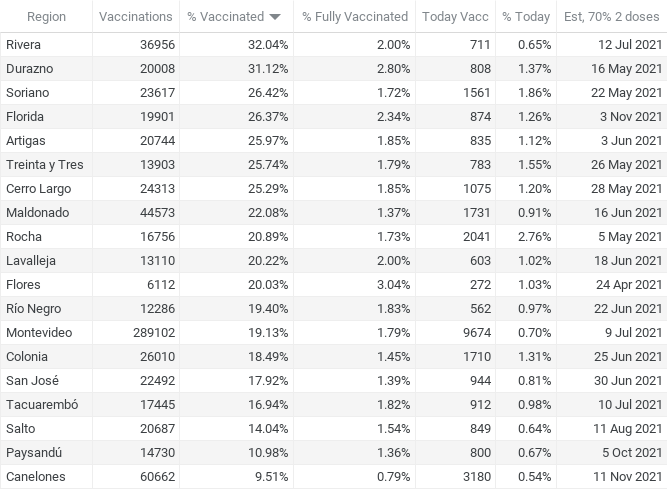 Region Vaccinations % Vaccinated % Fully Vaccinated Today Vacc % Today Est, 70% 2 doses
Rivera 36956 32.04% 2.00% 711 0.65% 12 Jul 2021
Durazno 20008 31.12% 2.80% 808 1.37% 16 May 2021
Soriano 23617 26.42% 1.72% 1561 1.86% 22 May 2021
Florida 19901 26.37% 2.34% 874 1.26% 3 Nov 2021
Artigas 20744 25.97% 1.85% 835 1.12% 3 Jun 2021
Treinta y Tres 13903 25.74% 1.79% 783 1.55% 26 May 2021
Cerro Largo 24313 25.29% 1.85% 1075 1.20% 28 May 2021
Maldonado 44573 22.08% 1.37% 1731 0.91% 16 Jun 2021
Rocha 16756 20.89% 1.73% 2041 2.76% 5 May 2021
Lavalleja 13110 20.22% 2.00% 603 1.02% 18 Jun 2021
Flores 6112 20.03% 3.04% 272 1.03% 24 Apr 2021
Río Negro 12286 19.40% 1.83% 562 0.97% 22 Jun 2021
Montevideo 289102 19.13% 1.79% 9674 0.70% 9 Jul 2021
Colonia 26010 18.49% 1.45% 1710 1.31% 25 Jun 2021
San José 22492 17.92% 1.39% 944 0.81% 30 Jun 2021
Tacuarembó 17445 16.94% 1.82% 912 0.98% 10 Jul 2021
Salto 20687 14.04% 1.54% 849 0.64% 11 Aug 2021
Paysandú 14730 10.98% 1.36% 800 0.67% 5 Oct 2021
Canelones 60662 9.51% 0.79% 3180 0.54% 11 Nov 2021